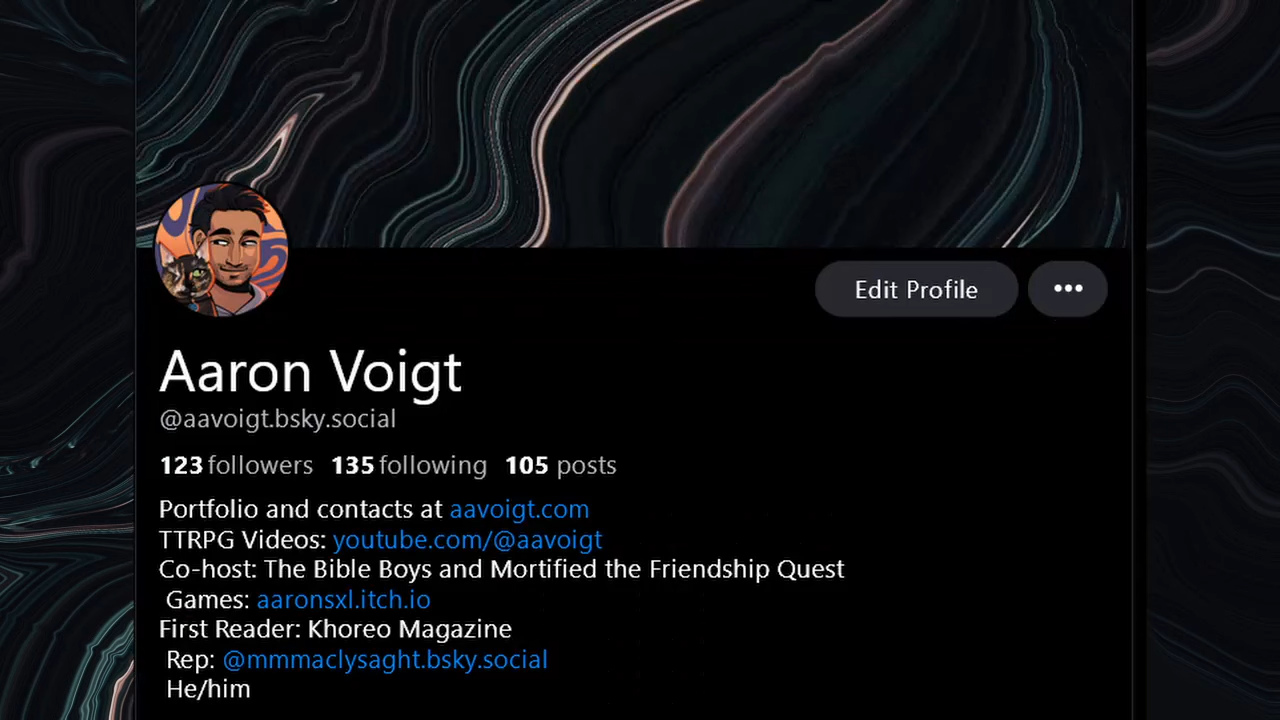 Edit Profile
Aaron Voigt
@aavoigt.bsky.social
123 followers 135 following 105 posts
Portfolio and contacts at aavoigt.com
TTRPG Videos: youtube.com/@aavoigt
Co-host: The Bible Boys and Mortified the Friendship Quest
Games: aaronsxl.itch.io
First Reader: Khoreo Magazine
Rep: @mmmaclysaght.bsky.social
He/him